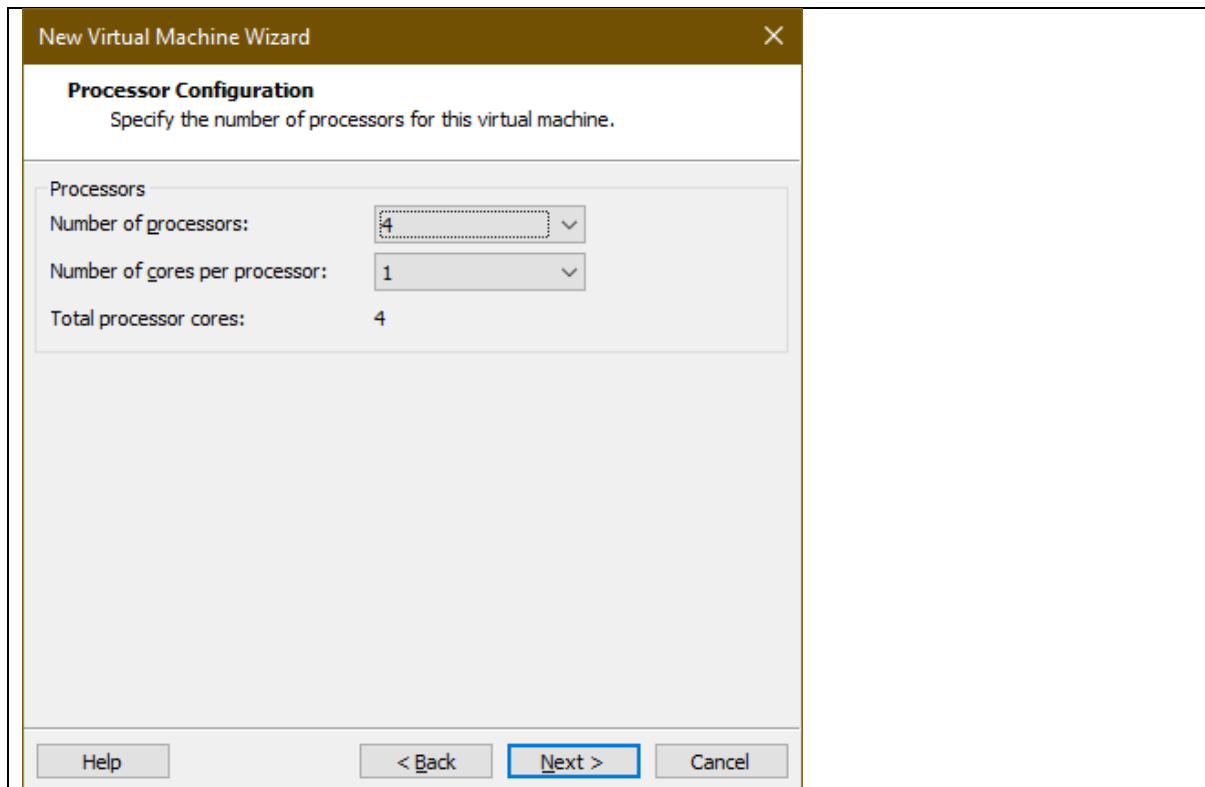 New Virtual Machine Wizard
Processor Configuration
Specify the number of processors for this virtual machine.
Processors
Number of processors: 4
Number of cores per processor: 1
Total processor cores: 4
Help < Back Next > Cancel